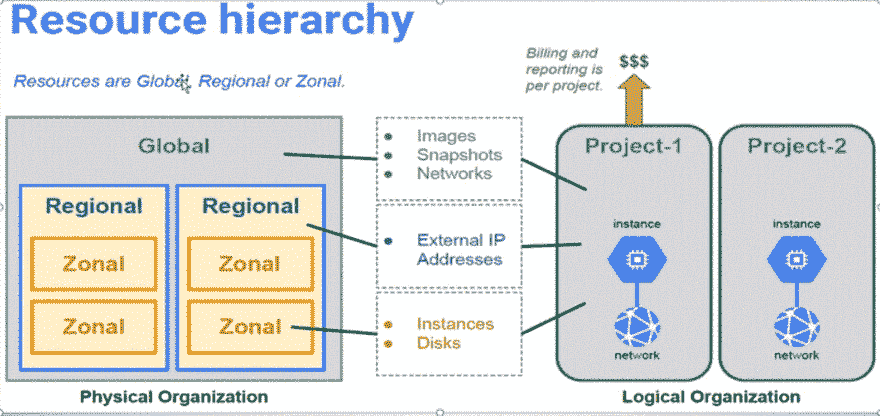 Resource hierarchy
Resources are Global, Regional or Zonal.
Billing and
reporting is
per project.
$$$
Global
Regional
Regional
Zonal
Zonal
Zonal
Zonal
Images
Snapshots
Networks
External IP
Addresses
Instances
Disks
Project-1
instance
network
Project-2
instance
network
Physical Organization
Logical Organization